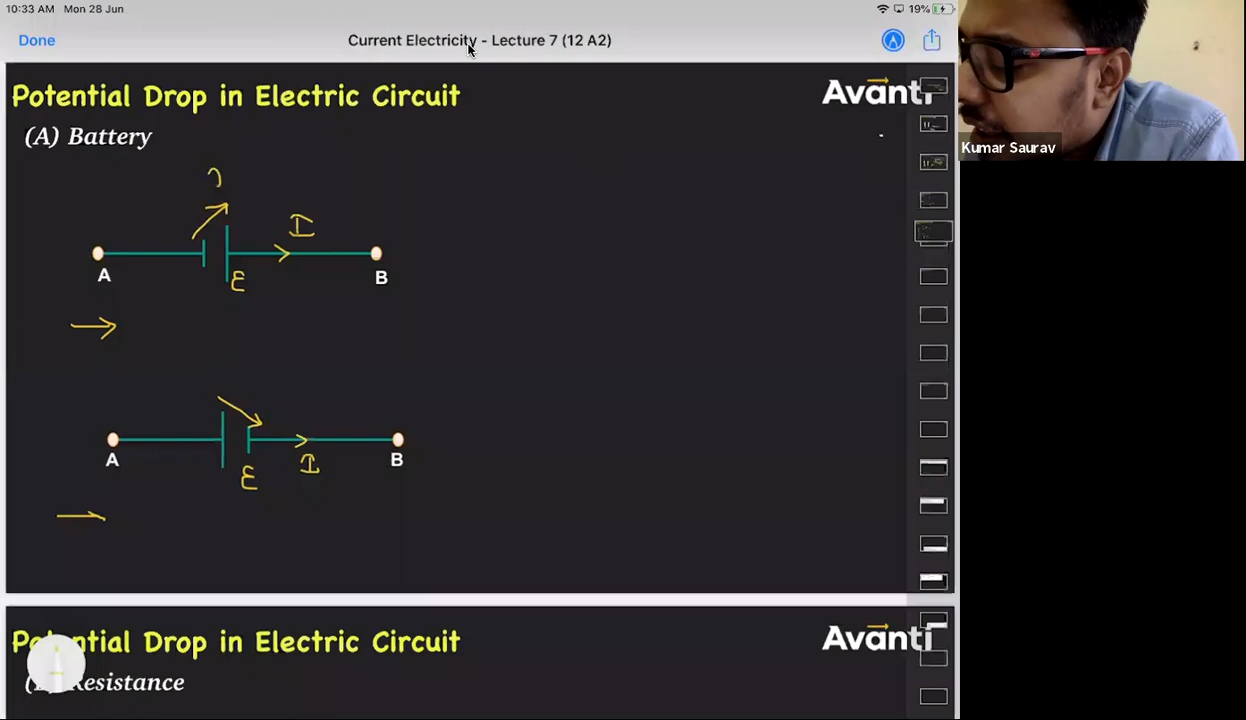 10:33 AM Mon 28 Jun
19%
Done
Current Electricity - Lecture 7 (12 A2)
Potential Drop in Electric Circuit
Avanti
(A) Battery
Kumar Saurav
I
A
B
E
A
B
E
I
Potential Drop in Electric Circuit
Avanti
Resistance